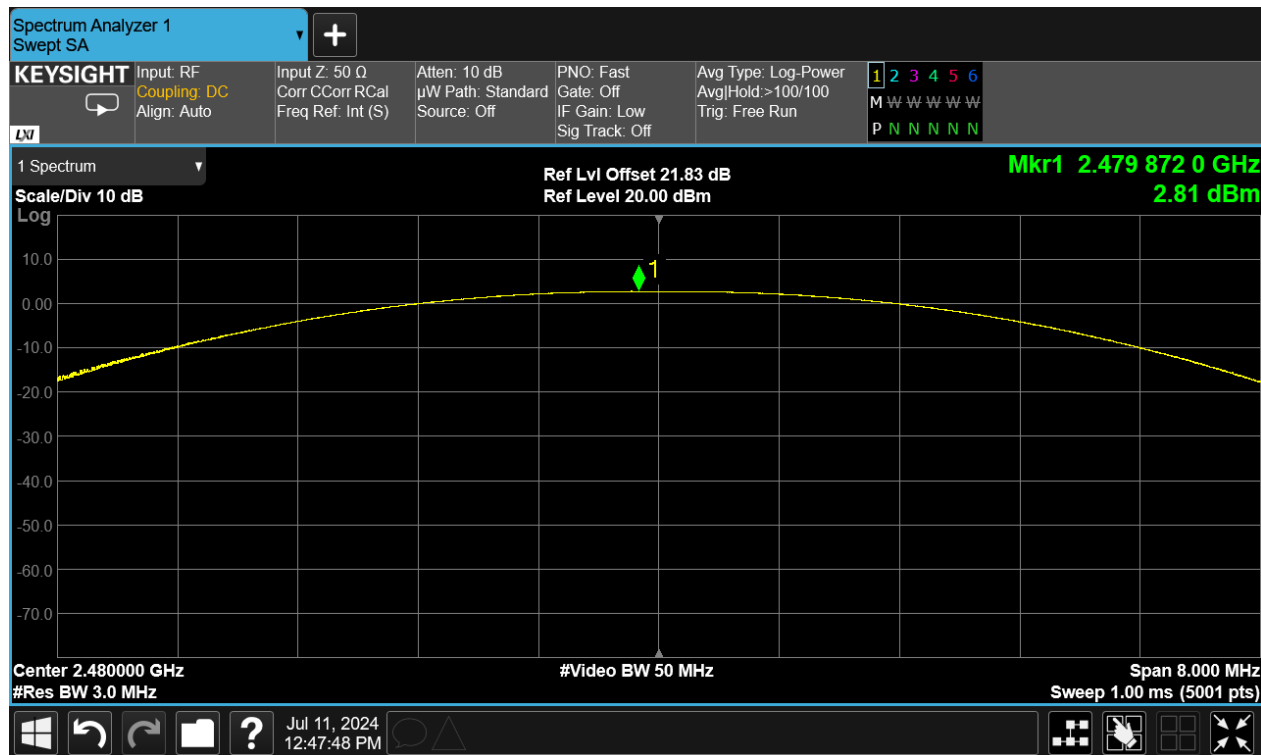 Spectrum Analyzer 1
Swept SA
KEYSIGHT
LXI
Input: RF
Coupling: DC
Align: Auto
Input Z: 50 Ω
Corr CCorr RCal
Freq Ref: Int (S)
Atten: 10 dB
µW Path: Standard
Source: Off
PNO: Fast
Gate: Off
IF Gain: Low
Sig Track: Off
Avg Type: Log-Power
Avg|Hold:>100/100
Trig: Free Run
1 2 3 4 5 6
M W W W W W
P N N N N N
1 Spectrum
Scale/Div 10 dB
Log
Ref Lvl Offset 21.83 dB
Ref Level 20.00 dBm
Mkr1 2.479 872 0 GHz
2.81 dBm
1
10.0
0.00
-10.0
-20.0
-30.0
-40.0
-50.0
-60.0
-70.0
Center 2.480000 GHz
#Res BW 3.0 MHz
#Video BW 50 MHz
Span 8.000 MHz
Sweep 1.00 ms (5001 pts)
?
Jul 11, 2024
12:47:48 PM